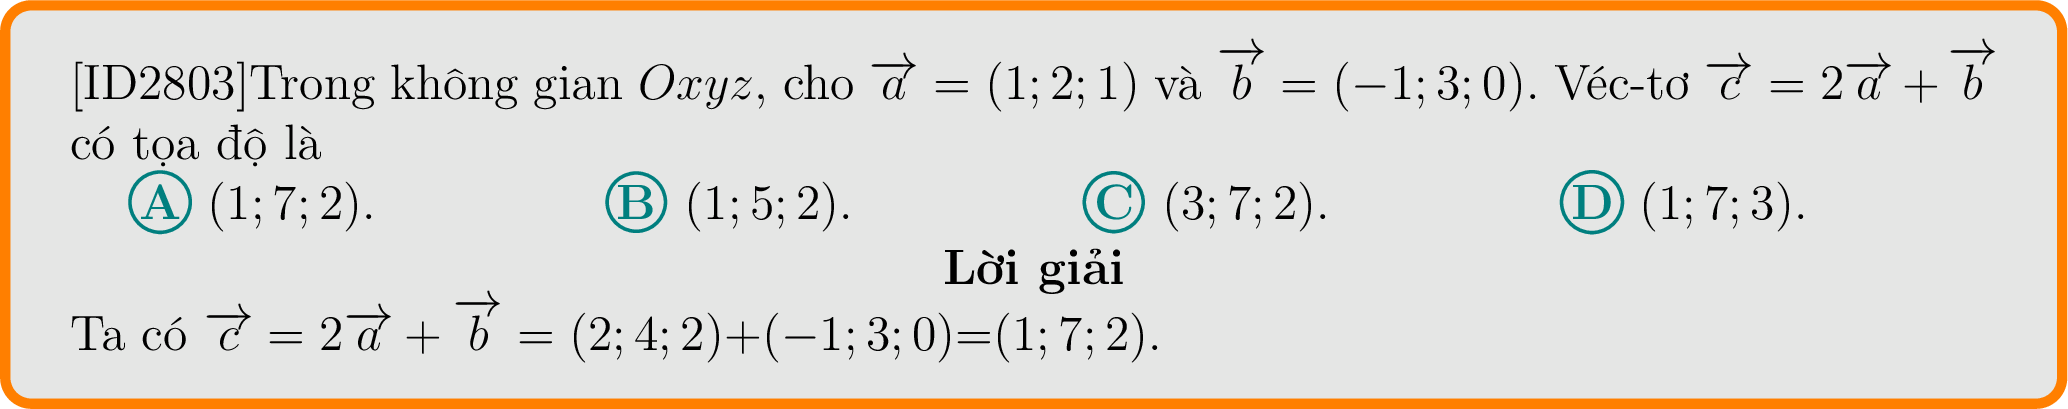 [ID2803]Trong không gian Oxyz, cho $\overrightarrow{a} = (1; 2; 1)$ và $\overrightarrow{b} = (-1; 3; 0)$. Véc-tơ $\overrightarrow{c} = 2\overrightarrow{a} + \overrightarrow{b}$
có tọa độ là
A (1; 7; 2). B (1; 5; 2). C (3; 7; 2). D (1; 7; 3).
Lời giải
Ta có $\overrightarrow{c} = 2\overrightarrow{a} + \overrightarrow{b} = (2; 4; 2)+(-1; 3; 0)=(1; 7; 2)$.